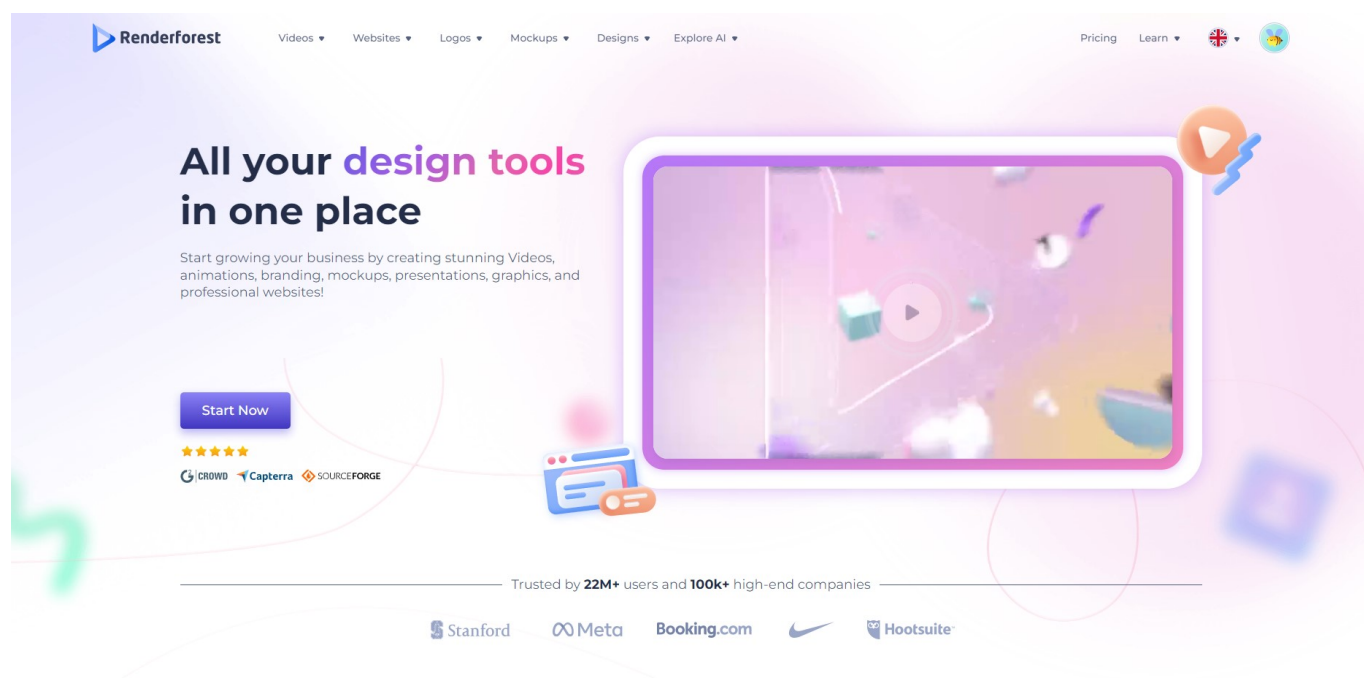 Renderforest
Videos ▾ Websites ▾ Logos ▾ Mockups ▾ Designs ▾ Explore AI ▾ Pricing Learn ▾
All your design tools
in one place
Start growing your business by creating stunning Videos,
animations, branding, mockups, presentations, graphics, and
professional websites!
Start Now
G2 CROWD Capterra SOURCEFORGE
Trusted by 22M+ users and 100k+ high-end companies
Stanford Meta Booking.com Hootsuite